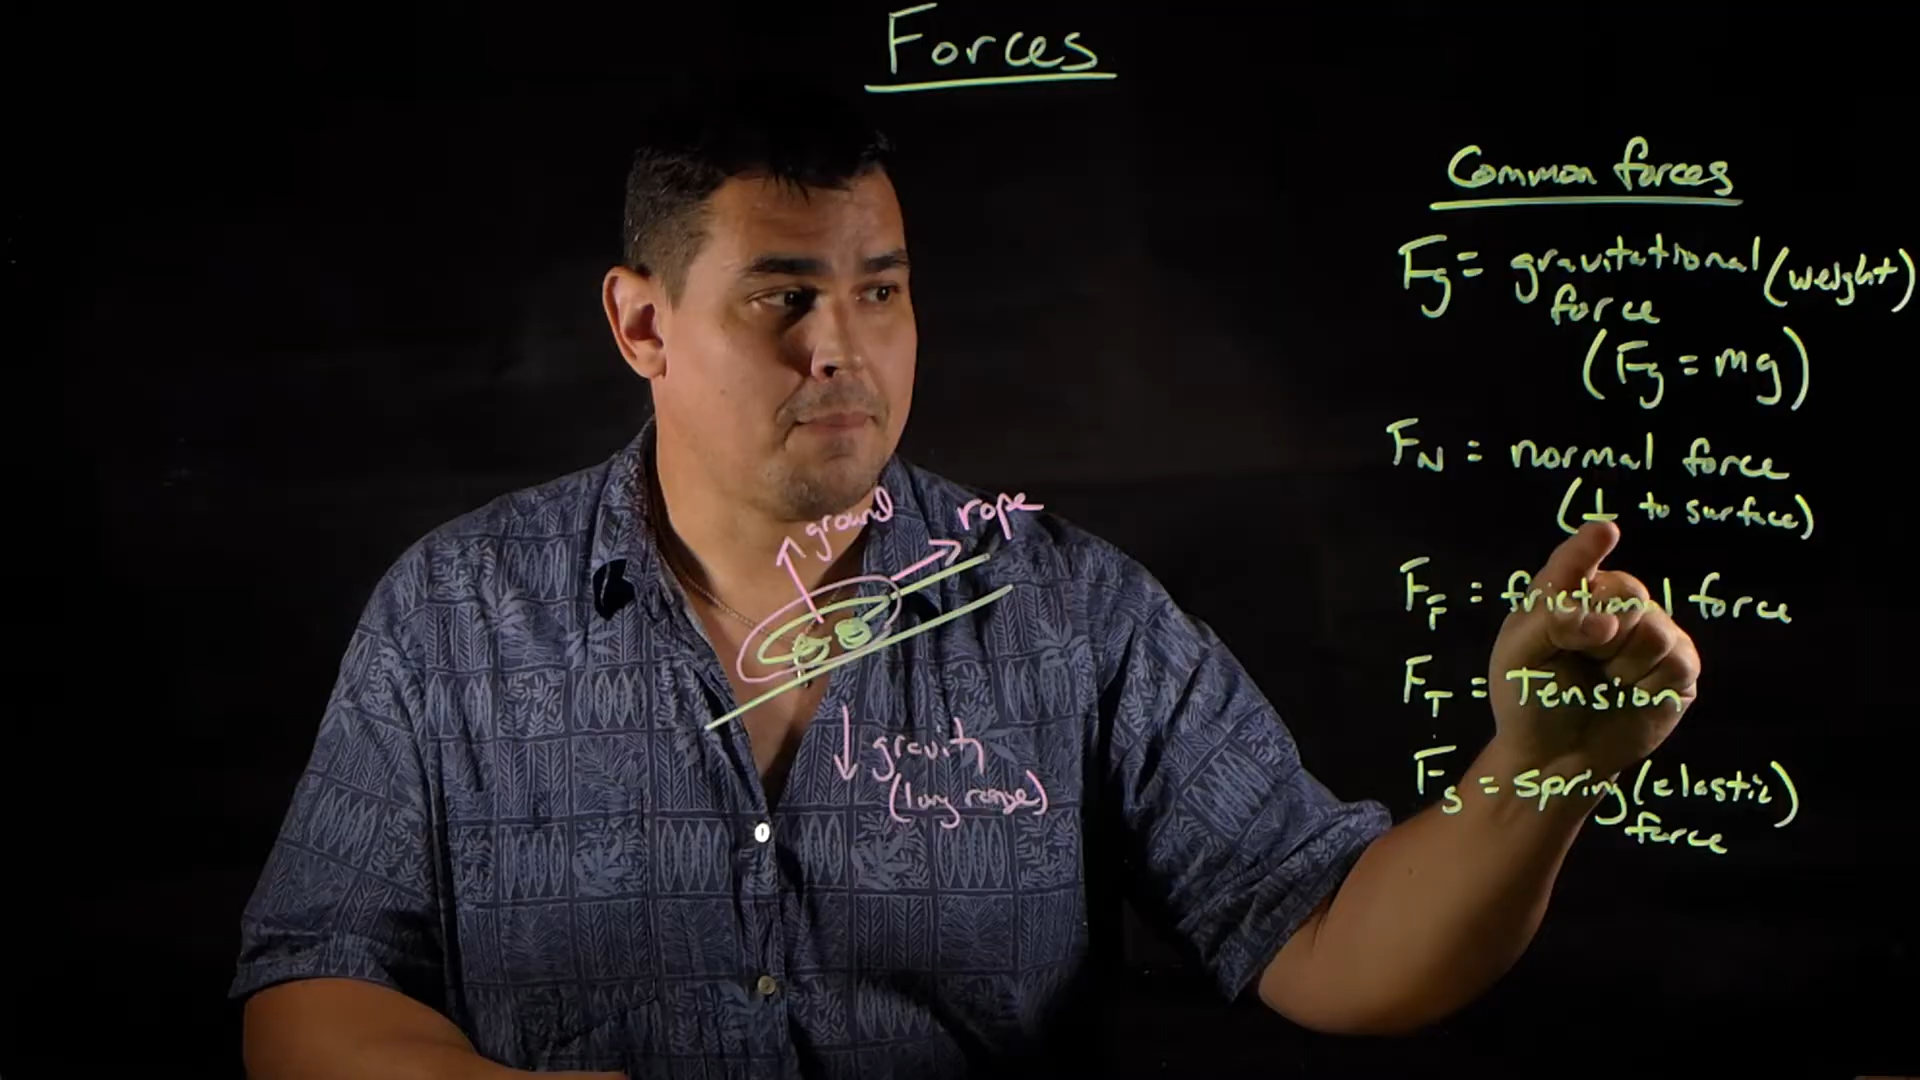 Forces
Common forces
Fg = gravitational (weight)
force
(Fg = mg)
FN = normal force
(⊥ to surface)
FF = frictional force
FT = Tension
Fs = spring (elastic)
force
ground
rope
gravity
(long range)